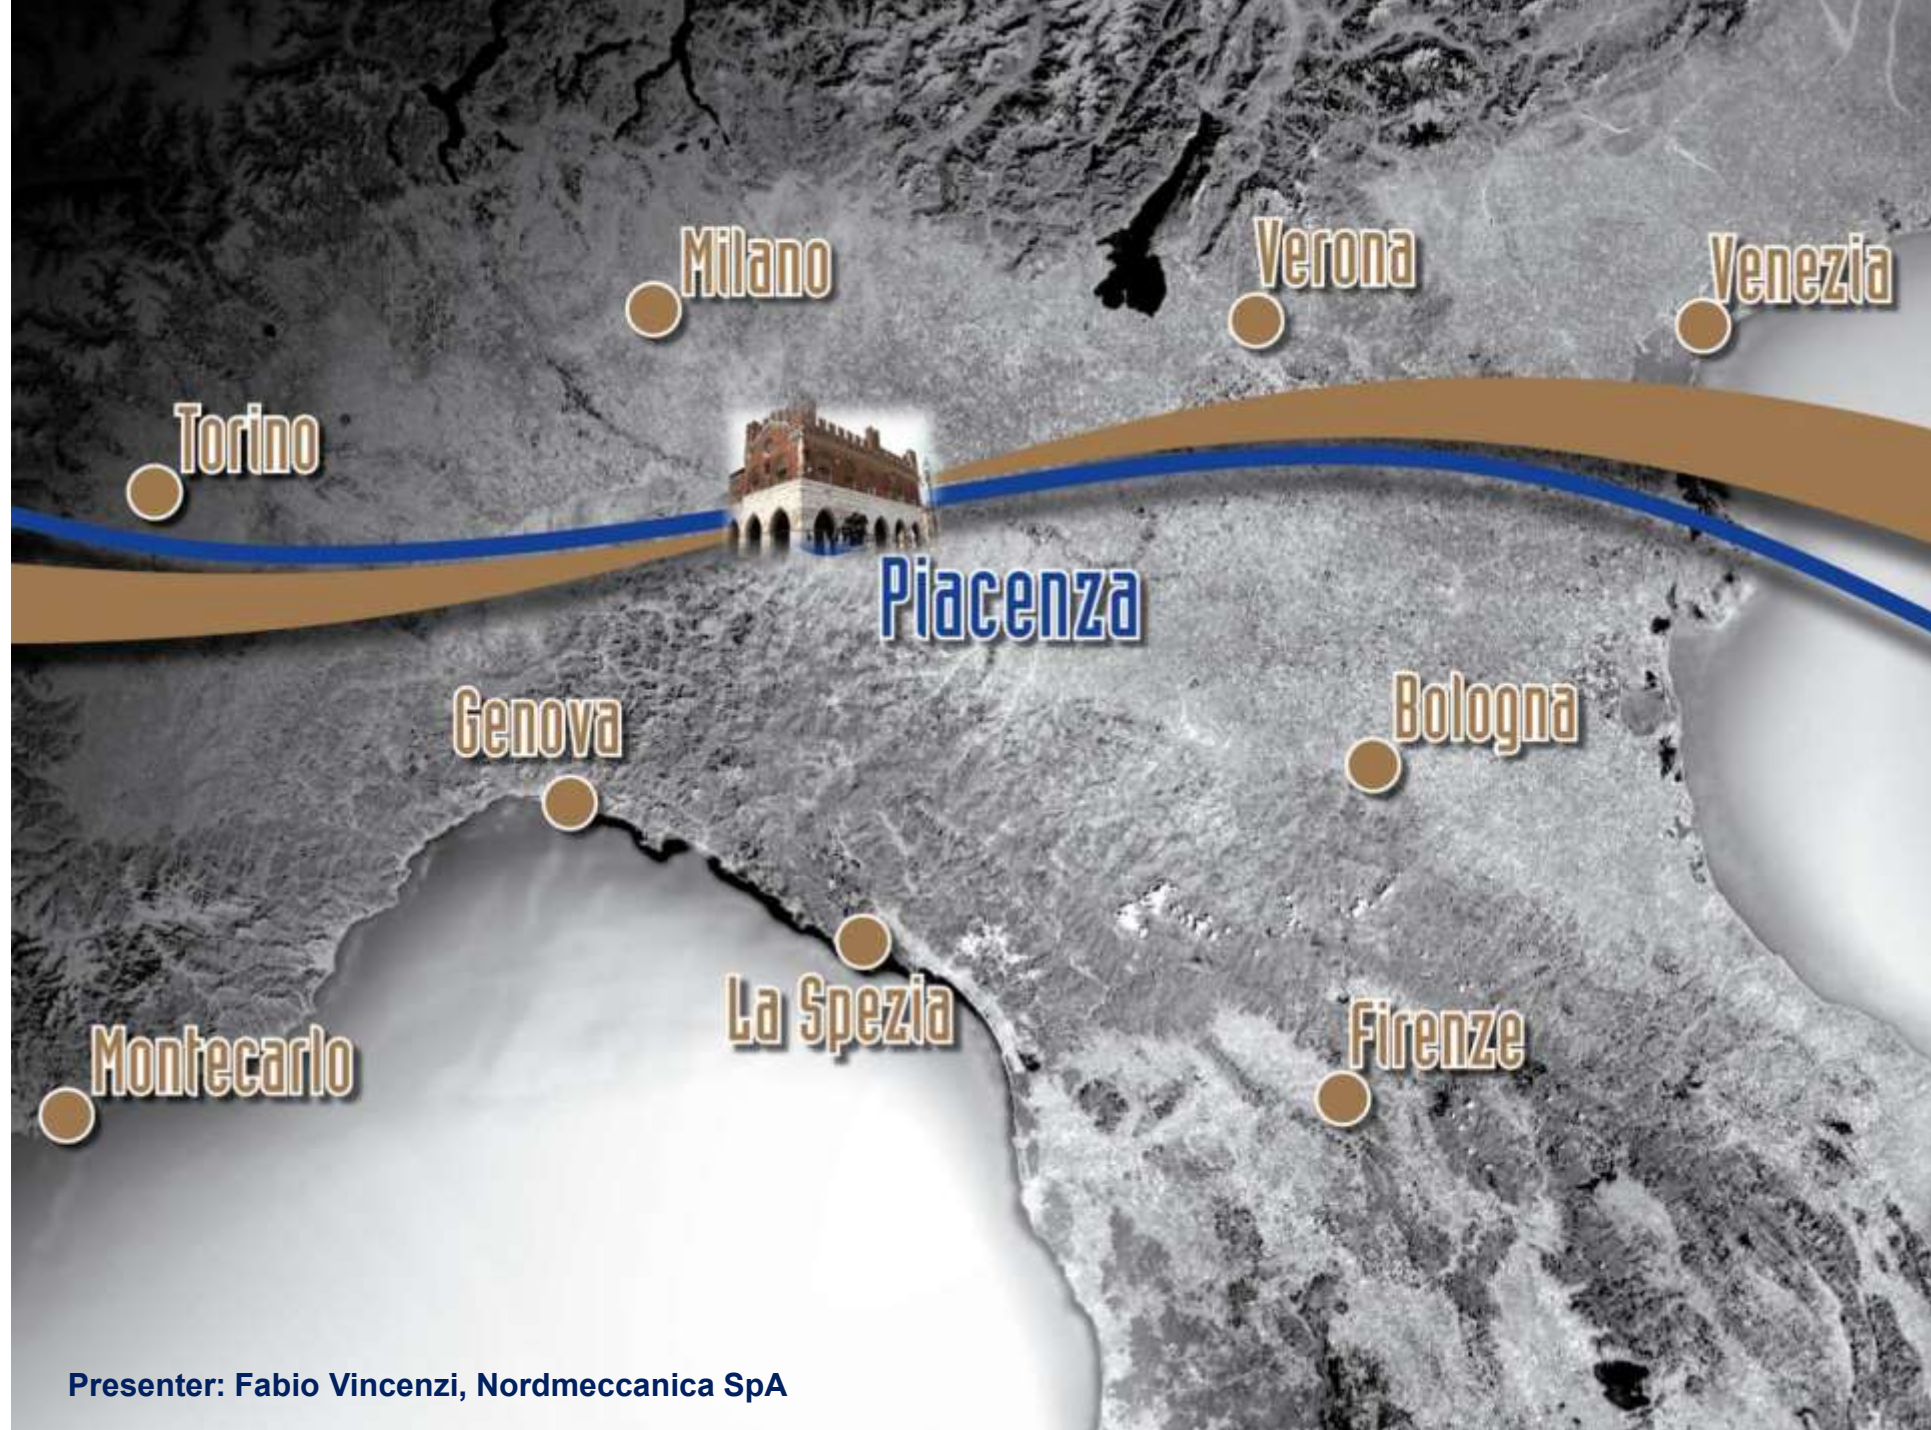 Milano
Verona
Venezia
Torino
Piacenza
Genova
Bologna
La Spezia
Firenze
Montecarlo
Presenter: Fabio Vincenzi, Nordmeccanica SpA